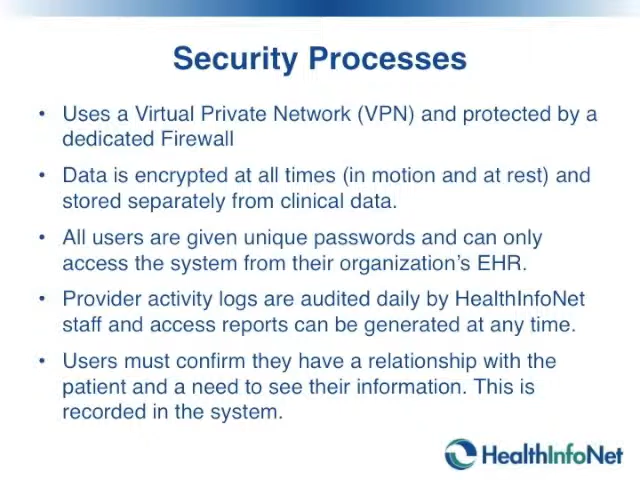 Security Processes
• Uses a Virtual Private Network (VPN) and protected by a
dedicated Firewall
• Data is encrypted at all times (in motion and at rest) and
stored separately from clinical data.
• All users are given unique passwords and can only
access the system from their organization's EHR.
• Provider activity logs are audited daily by HealthInfoNet
staff and access reports can be generated at any time.
• Users must confirm they have a relationship with the
patient and a need to see their information. This is
recorded in the system.
HealthInfoNet